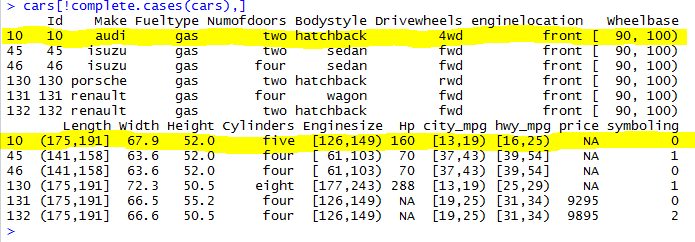 > cars[!complete.cases(cars),]
Id Make Fueltype Numofdoors Bodystyle Drivewheels enginelocation Wheelbase
10 10 audi gas two hatchback 4wd front [ 90, 100)
45 45 isuzu gas two sedan fwd front [ 90, 100)
46 46 isuzu gas four sedan fwd front [ 90, 100)
130 130 porsche gas two hatchback rwd front [ 90, 100)
131 131 renault gas four wagon fwd front [ 90, 100)
132 132 renault gas two hatchback fwd front [ 90, 100)
Length Width Height Cylinders Enginesize Hp city_mpg hwy_mpg price symboling
10 (175,191] 67.9 52.0 five [126,149) 160 [13,19) [16,25) NA 0
45 (141,158] 63.6 52.0 four [ 61,103) 70 [37,43) [39,54] NA 1
46 (141,158] 63.6 52.0 four [ 61,103) 70 [37,43) [39,54] NA 0
130 (175,191] 72.3 50.5 eight [177,243) 288 [13,19) [25,29) NA 1
131 (175,191] 66.5 55.2 four [126,149) NA [19,25) [31,34) 9295 0
132 (175,191] 66.6 50.5 four [126,149) NA [19,25) [31,34) 9895 2
>